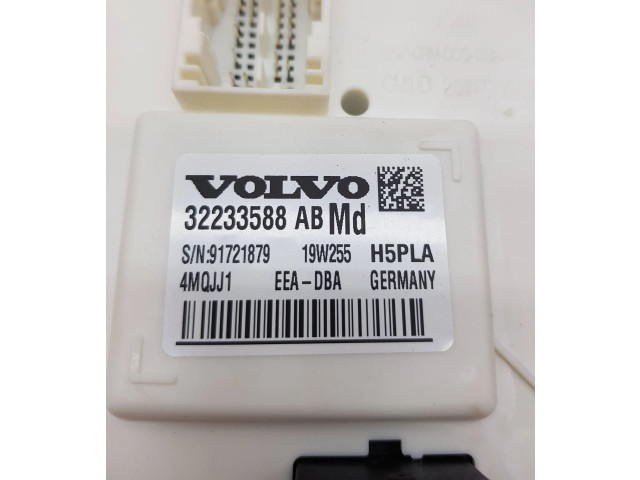 VOLVO
32233588 AB Md
S/N:91721879 19W255 H5PLA
4MQJJ1 EEA-DBA GERMANY